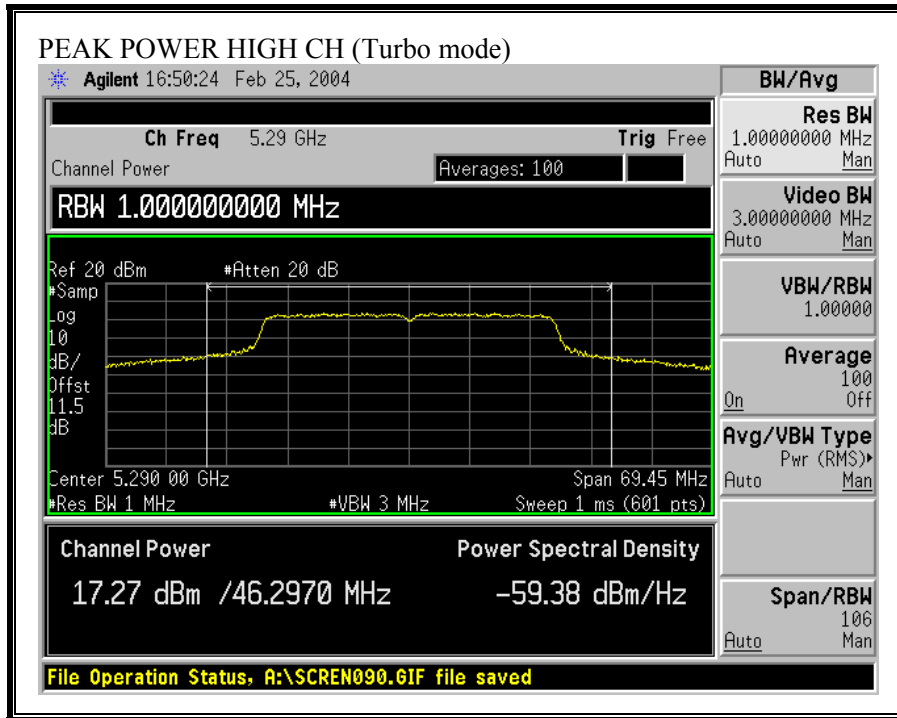 PEAK POWER HIGH CH (Turbo mode)
Agilent 16:50:24 Feb 25, 2004
BW/Avg
Ch Freq 5.29 GHz Trig Free
Channel Power Averages: 100
RBW 1.000000000 MHz
Ref 20 dBm #Atten 20 dB
#Samp
Log
10
dB/
Offst
11.5
dB
Center 5.290 00 GHz Span 69.45 MHz
#Res BW 1 MHz #VBW 3 MHz Sweep 1 ms (601 pts)
Channel Power Power Spectral Density
17.27 dBm /46.2970 MHz -59.38 dBm/Hz
File Operation Status, A:\SCREN090.GIF file saved
Res BW
1.00000000 MHz
Auto Man
Video BW
3.00000000 MHz
Auto Man
VBW/RBW
1.00000
Average
100
On Off
Avg/VBW Type
Pwr (RMS)
Auto Man
Span/RBW
106
Auto Man